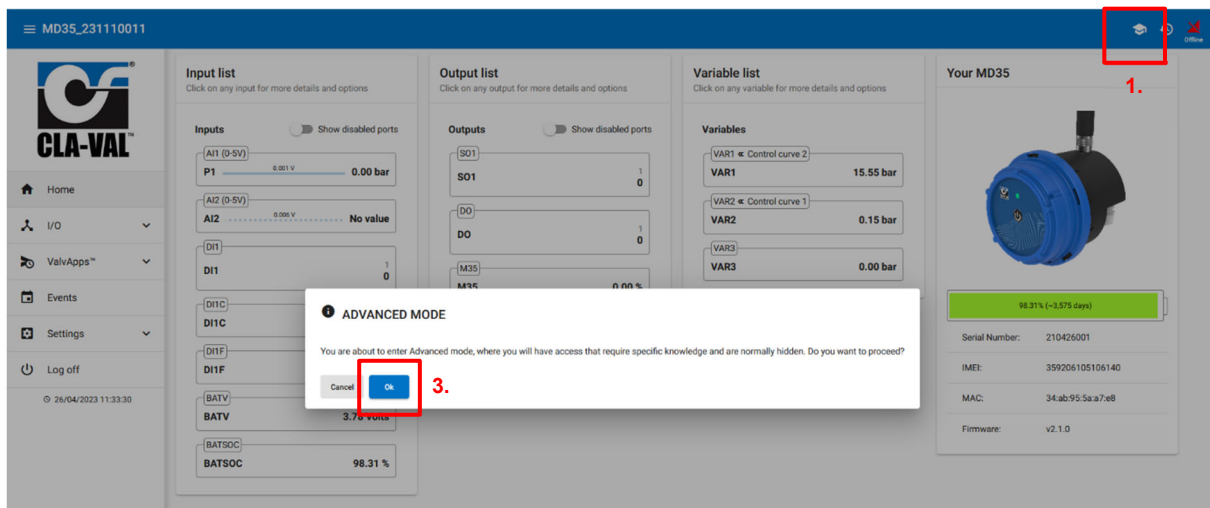 MD35_231110011
Offline
1.
CLA-VAL™
Home
I/O
ValvApps™
Events
Settings
Log off
26/04/2023 11:33:30
Input list
Click on any input for more details and options
Inputs
Show disabled ports
AI1 (0-5V)
P1 0.001 V 0.00 bar
AI2 (0-5V)
AI2 0.006 V No value
DI1
DI1 1 0
DI1C
DI1C
DI1F
DI1F
BATV
BATV 3.78 Volts
BATSOC
BATSOC 98.31 %
Output list
Click on any output for more details and options
Outputs
Show disabled ports
SO1
SO1 1 0
DO
DO 1 0
M35
M35 0.00 %
Variable list
Click on any variable for more details and options
Variables
VAR1 « Control curve 2
VAR1 15.55 bar
VAR2 « Control curve 1
VAR2 0.15 bar
VAR3
VAR3 0.00 bar
Your MD35
98.31% (~3,575 days)
Serial Number: 210426001
IMEI: 359206105106140
MAC: 34:ab:95:5a:a7:e8
Firmware: v2.1.0
ADVANCED MODE
You are about to enter Advanced mode, where you will have access that require specific knowledge and are normally hidden. Do you want to proceed?
Cancel
Ok
3.